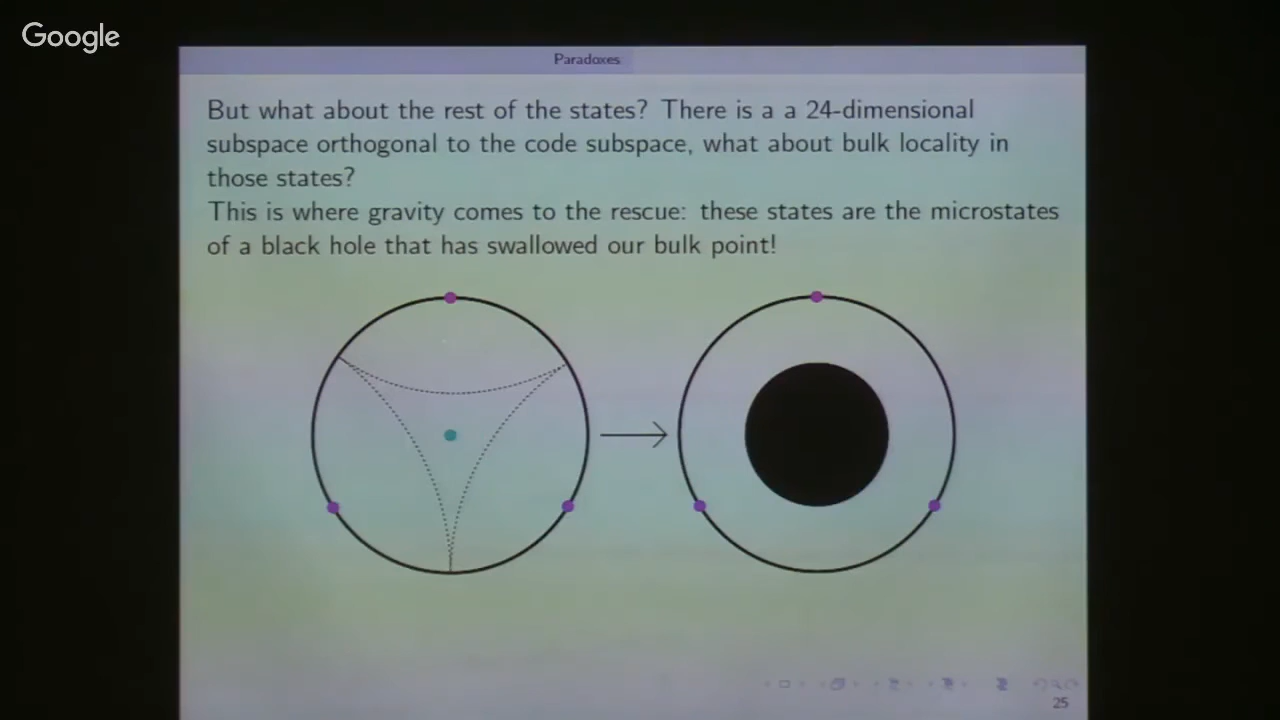 Google
Paradoxes
But what about the rest of the states? There is a a 24-dimensional
subspace orthogonal to the code subspace, what about bulk locality in
those states?
This is where gravity comes to the rescue: these states are the microstates
of a black hole that has swallowed our bulk point!
25